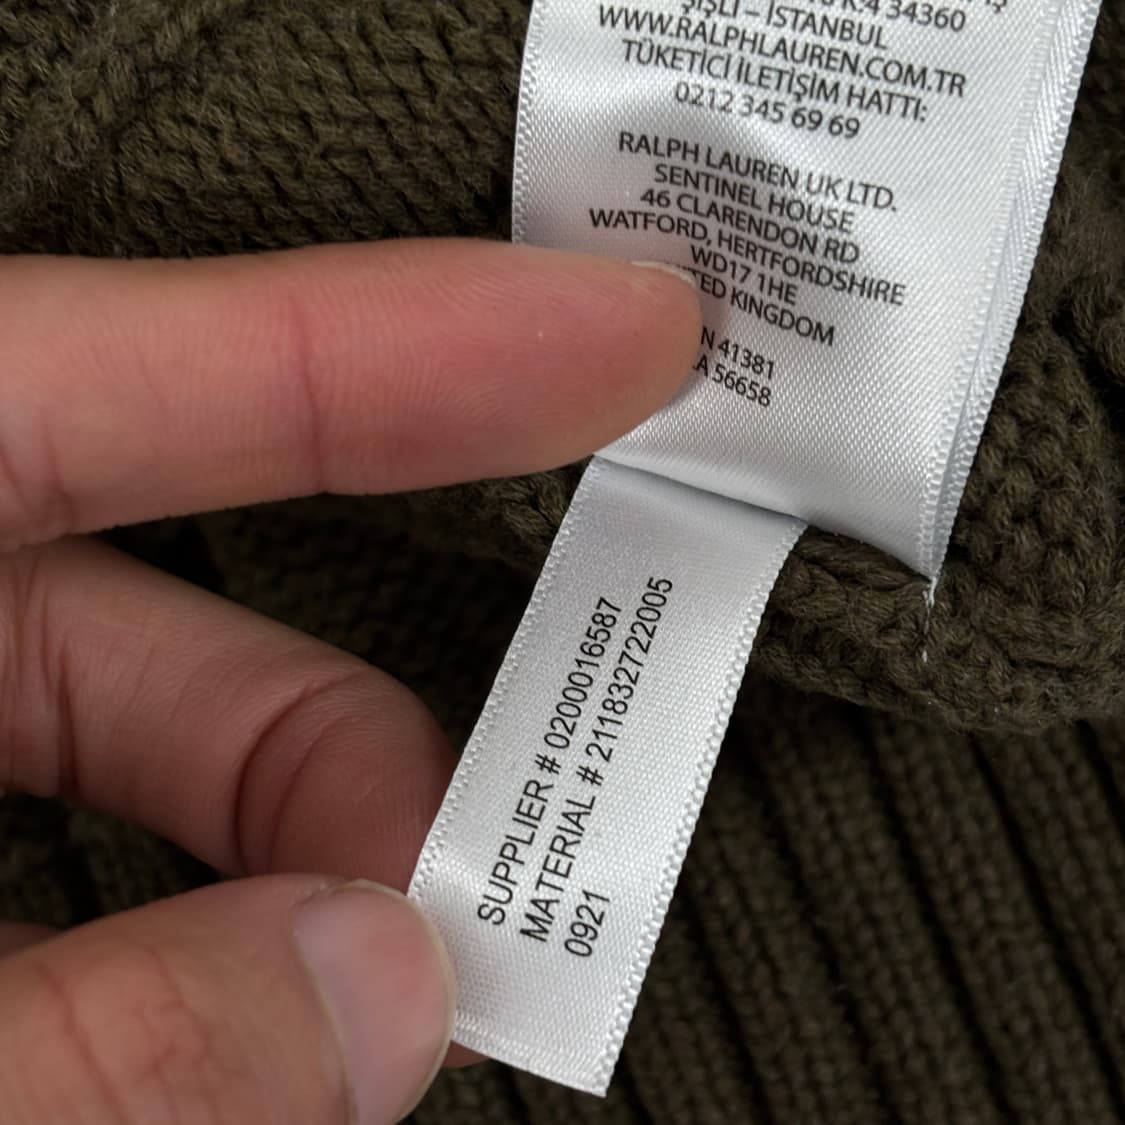 34360
ŞİŞLİ – İSTANBUL
WWW.RALPHLAUREN.COM.TR
TÜKETİCİ İLETİŞİM HATTI:
0212 345 69 69
RALPH LAUREN UK LTD.
SENTINEL HOUSE
46 CLARENDON RD
WATFORD, HERTFORDSHIRE
WD17 1HE
KINGDOM
41381
56658
SUPPLIER # 0200016587
MATERIAL # 211832722005
0921